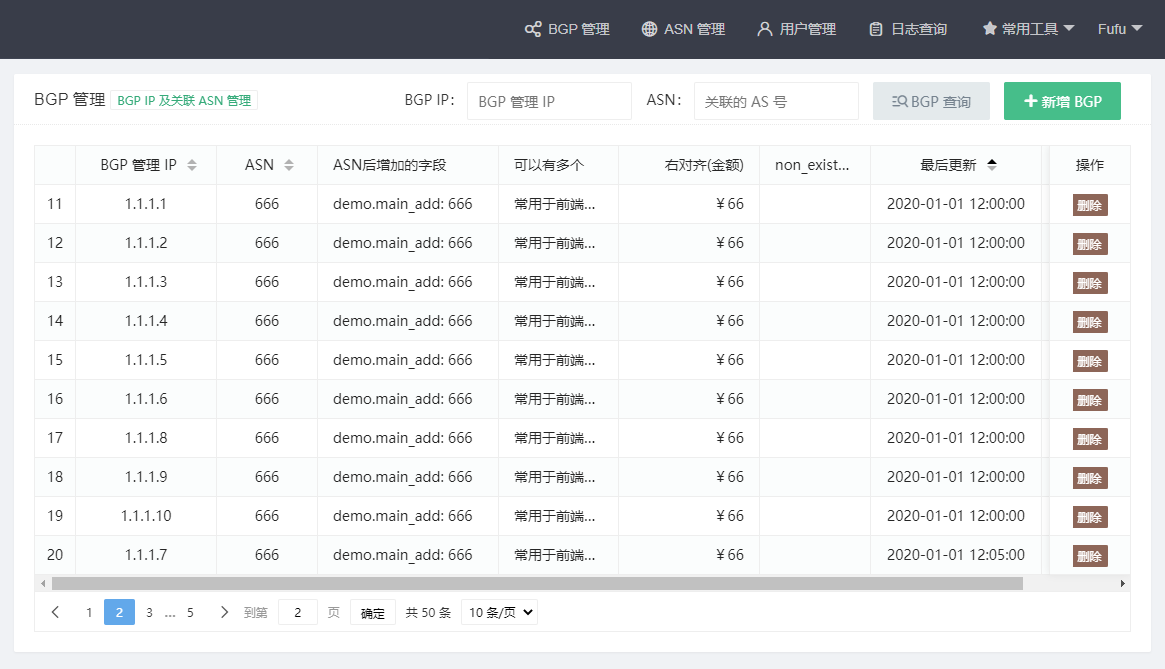 BGP 管理 ASN 管理 用户管理 日志查询 常用工具 Fufu
BGP 管理 BGP IP 及关联 ASN 管理 BGP IP: BGP 管理 IP ASN: 关联的 AS 号 BGP 查询 新增 BGP
BGP 管理 IP ASN ASN后增加的字段 可以有多个 右对齐(金额) non_exist... 最后更新 操作
11 1.1.1.1 666 demo.main_add: 666 常用于前端... ￥66 2020-01-01 12:00:00 删除
12 1.1.1.2 666 demo.main_add: 666 常用于前端... ￥66 2020-01-01 12:00:00 删除
13 1.1.1.3 666 demo.main_add: 666 常用于前端... ￥66 2020-01-01 12:00:00 删除
14 1.1.1.4 666 demo.main_add: 666 常用于前端... ￥66 2020-01-01 12:00:00 删除
15 1.1.1.5 666 demo.main_add: 666 常用于前端... ￥66 2020-01-01 12:00:00 删除
16 1.1.1.6 666 demo.main_add: 666 常用于前端... ￥66 2020-01-01 12:00:00 删除
17 1.1.1.8 666 demo.main_add: 666 常用于前端... ￥66 2020-01-01 12:00:00 删除
18 1.1.1.9 666 demo.main_add: 666 常用于前端... ￥66 2020-01-01 12:00:00 删除
19 1.1.1.10 666 demo.main_add: 666 常用于前端... ￥66 2020-01-01 12:00:00 删除
20 1.1.1.7 666 demo.main_add: 666 常用于前端... ￥66 2020-01-01 12:05:00 删除
1 2 3 ... 5 到第 2 页 确定 共 50 条 10 条/页